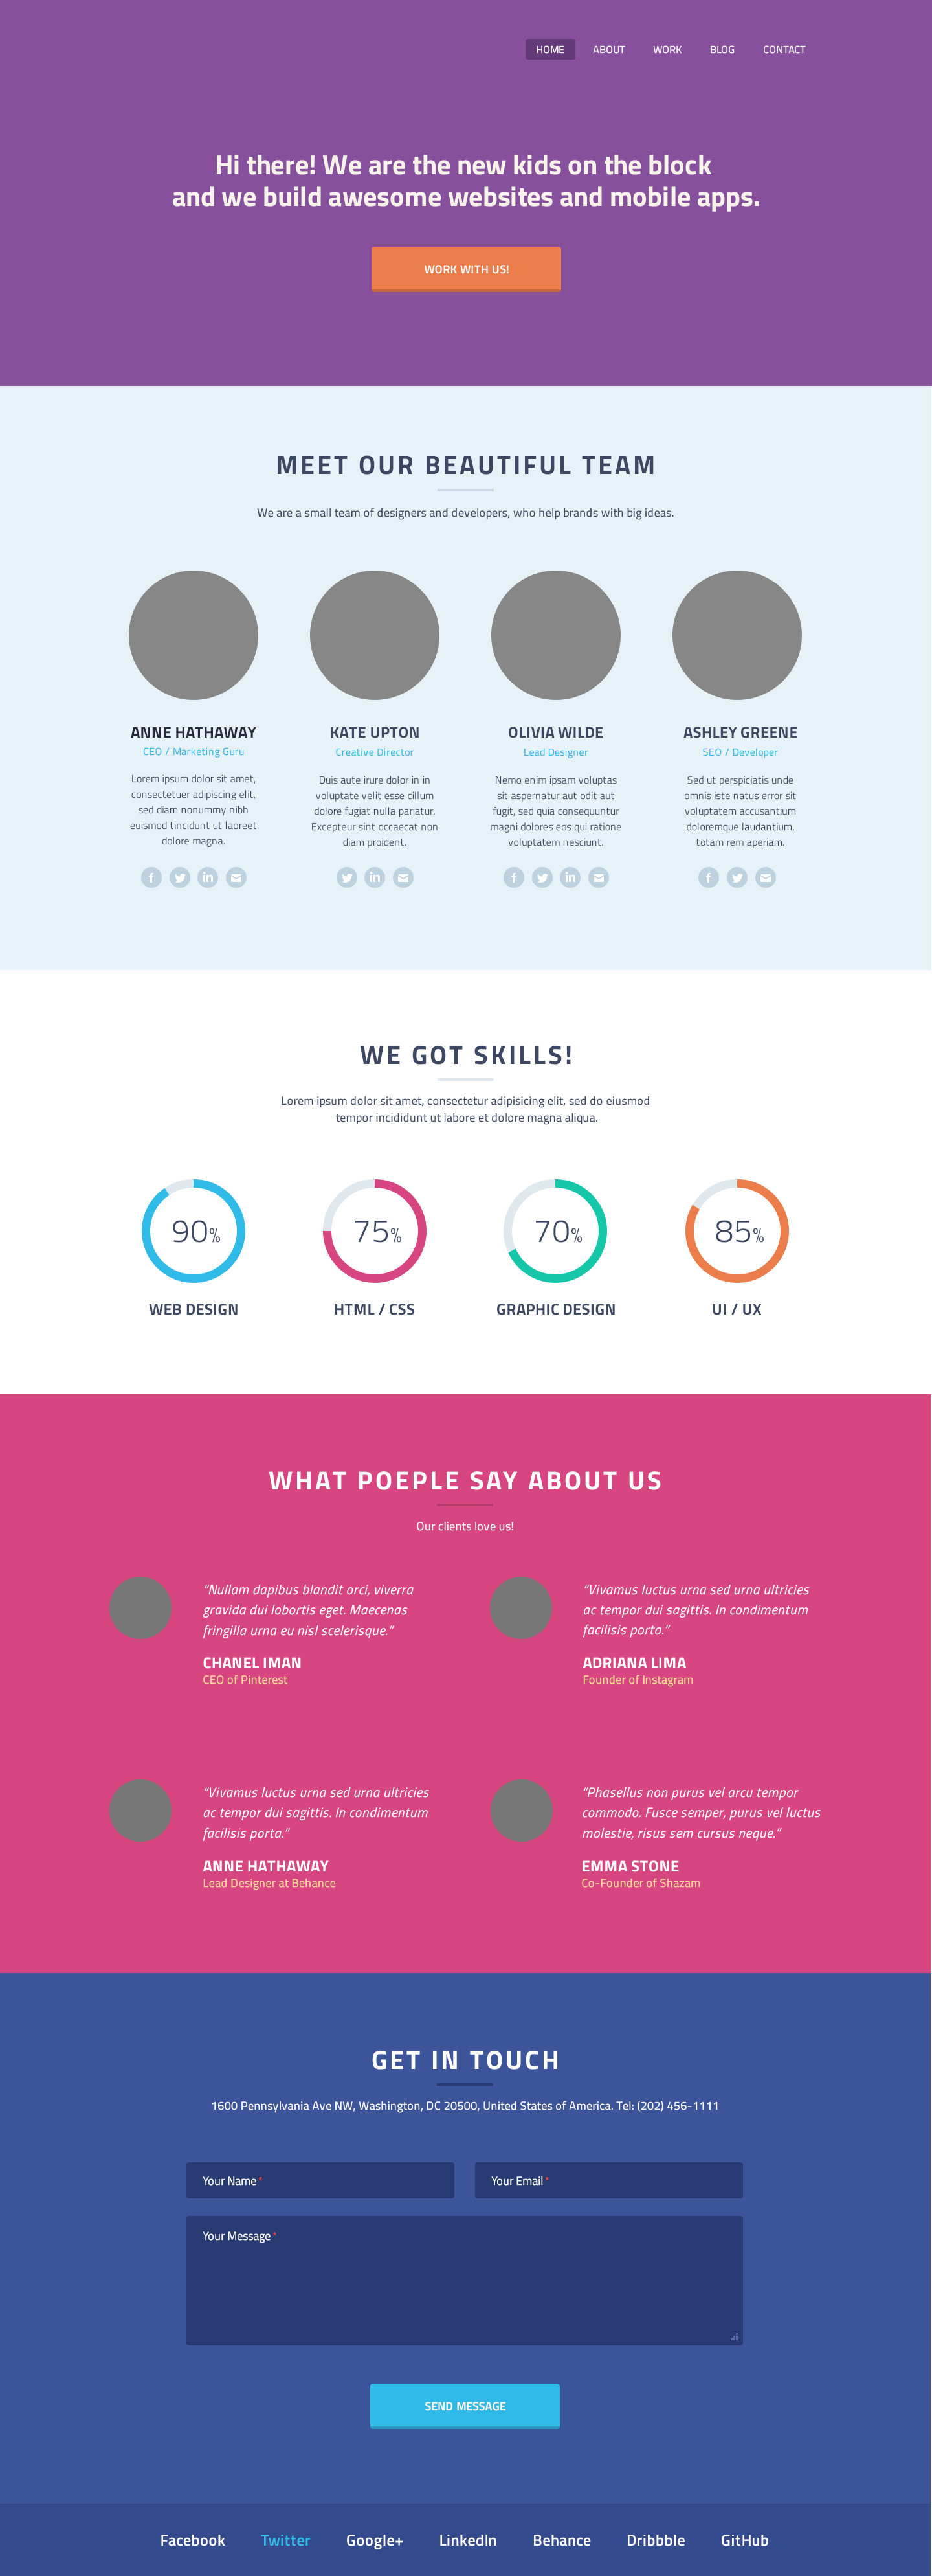 HOME ABOUT WORK BLOG CONTACT
Hi there! We are the new kids on the block
and we build awesome websites and mobile apps.
WORK WITH US!
MEET OUR BEAUTIFUL TEAM
We are a small team of designers and developers, who help brands with big ideas.
ANNE HATHAWAY
CEO / Marketing Guru
Lorem ipsum dolor sit amet,
consectetuer adipiscing elit,
sed diam nonummy nibh
euismod tincidunt ut laoreet
dolore magna.
KATE UPTON
Creative Director
Duis aute irure dolor in in
voluptate velit esse cillum
dolore fugiat nulla pariatur.
Excepteur sint occaecat non
diam proident.
OLIVIA WILDE
Lead Designer
Nemo enim ipsam voluptas
sit aspernatur aut odit aut
fugit, sed quia consequuntur
magni dolores eos qui ratione
voluptatem nesciunt.
ASHLEY GREENE
SEO / Developer
Sed ut perspiciatis unde
omnis iste natus error sit
voluptatem accusantium
doloremque laudantium,
totam rem aperiam.
WE GOT SKILLS!
Lorem ipsum dolor sit amet, consectetur adipisicing elit, sed do eiusmod
tempor incididunt ut labore et dolore magna aliqua.
90%
WEB DESIGN
75%
HTML / CSS
70%
GRAPHIC DESIGN
85%
UI / UX
WHAT POEPLE SAY ABOUT US
Our clients love us!
“Nullam dapibus blandit orci, viverra
gravida dui lobortis eget. Maecenas
fringilla urna eu nisl scelerisque.”
CHANEL IMAN
CEO of Pinterest
“Vivamus luctus urna sed urna ultricies
ac tempor dui sagittis. In condimentum
facilisis porta.”
ADRIANA LIMA
Founder of Instagram
“Vivamus luctus urna sed urna ultricies
ac tempor dui sagittis. In condimentum
facilisis porta.”
ANNE HATHAWAY
Lead Designer at Behance
“Phasellus non purus vel arcu tempor
commodo. Fusce semper, purus vel luctus
molestie, risus sem cursus neque.”
EMMA STONE
Co-Founder of Shazam
GET IN TOUCH
1600 Pennsylvania Ave NW, Washington, DC 20500, United States of America. Tel: (202) 456-1111
Your Name *
Your Email *
Your Message *
SEND MESSAGE
Facebook Twitter Google+ LinkedIn Behance Dribbble GitHub